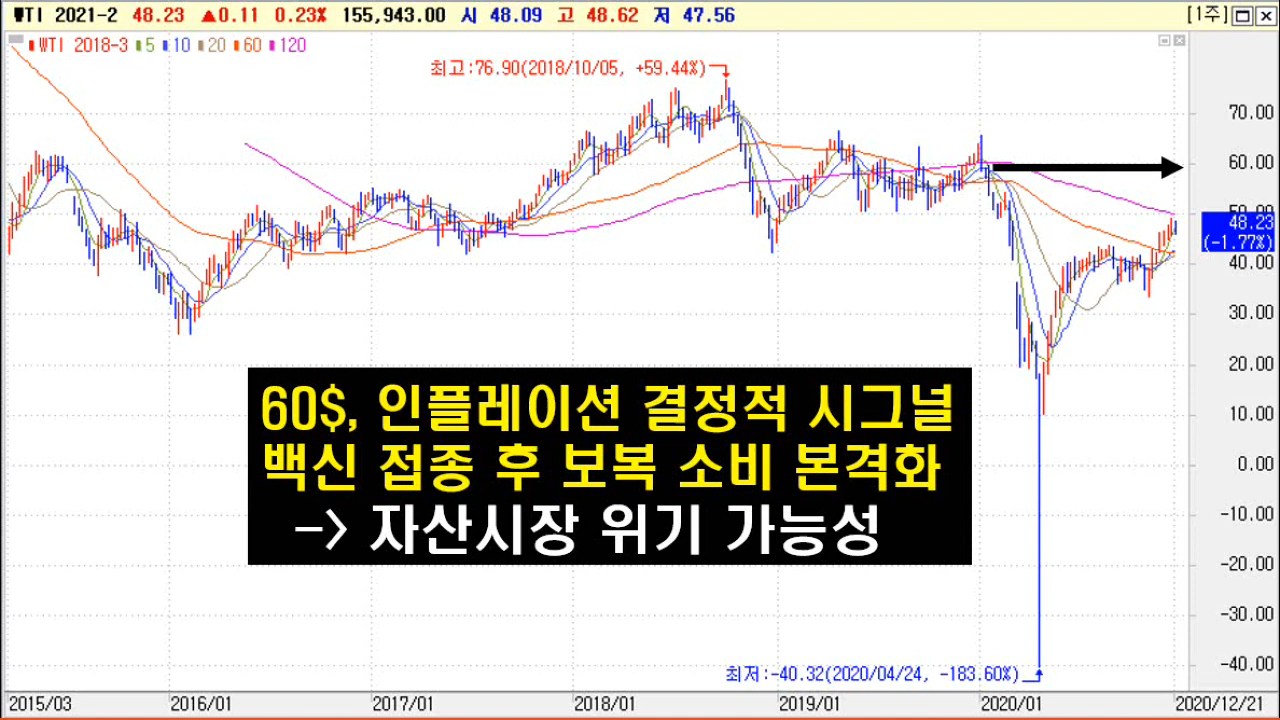 WTI 2021-2 48.23 ▲0.11 0.23% 155,943.00 시 48.09 고 48.62 저 47.56 [1주]
WTI 2018-3 5 10 20 60 120
최고:76.90(2018/10/05, +59.44%)
70.00
60.00
50.00
48.23
(-1.77%)
40.00
30.00
20.00
10.00
0.00
-10.00
-20.00
-30.00
-40.00
60$, 인플레이션 결정적 시그널
백신 접종 후 보복 소비 본격화
-> 자산시장 위기 가능성
최저:-40.32(2020/04/24, -183.60%)
2015/03 2016/01 2017/01 2018/01 2019/01 2020/01 2020/12/21